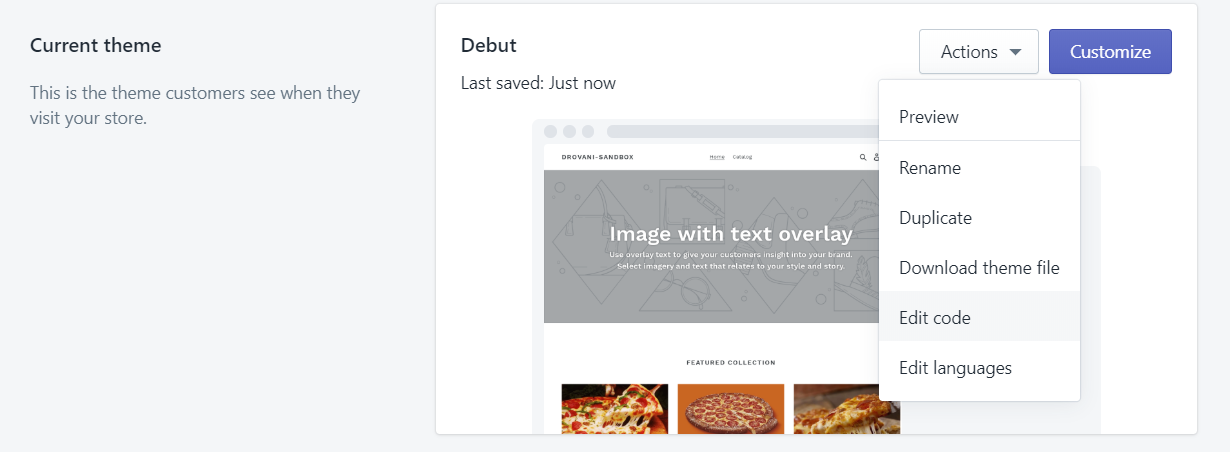 Current theme
This is the theme customers see when they
visit your store.
Debut
Last saved: Just now
Actions
Customize
Preview
Rename
Duplicate
Download theme file
Edit code
Edit languages
DROVANI-SANDBOX
Home
Catalog
Image with text overlay
Use overlay text to give your customers insight into your brand.
Select imagery and text that relates to your style and story.
FEATURED COLLECTION